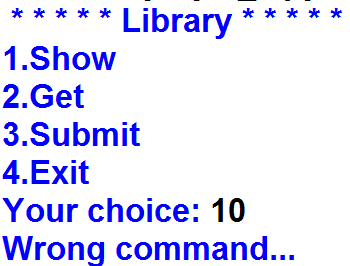 * * * * * Library * * * * *
1.Show
2.Get
3.Submit
4.Exit
Your choice: 10
Wrong command...